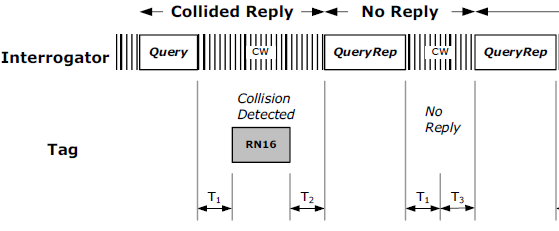 Collided Reply
No Reply
Interrogator
Query
CW
QueryRep
CW
QueryRep
Collision
Detected
No
Reply
Tag
RN16
T1
T2
T1
T3